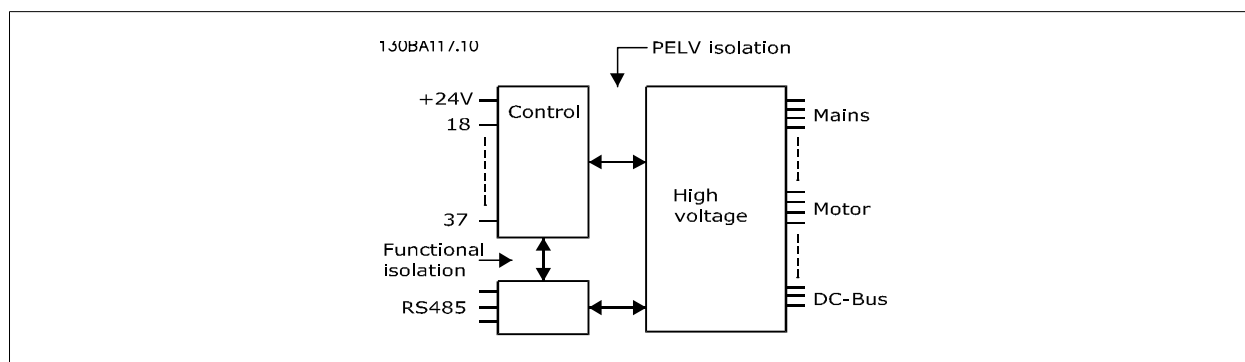 130BA117.10
PELV isolation
+24V
Control
18
Mains
High
voltage
37
Motor
Functional
isolation
RS485
DC-Bus